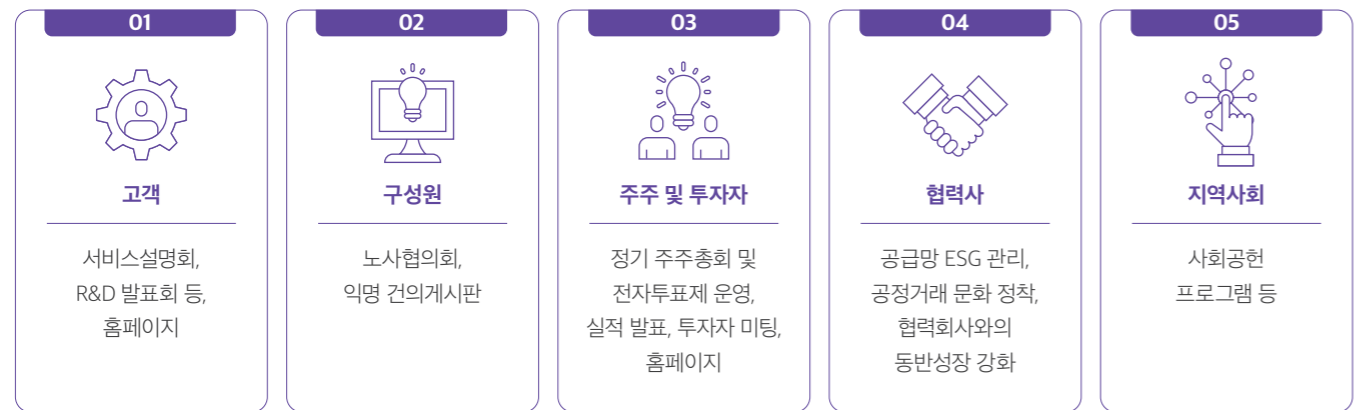 01
고객
서비스설명회,
R&D 발표회 등,
홈페이지
02
구성원
노사협의회,
익명 건의게시판
03
주주 및 투자자
정기 주주총회 및
전자투표제 운영,
실적 발표, 투자자 미팅,
홈페이지
04
협력사
공급망 ESG 관리,
공정거래 문화 정착,
협력회사와의
동반성장 강화
05
지역사회
사회공헌
프로그램 등